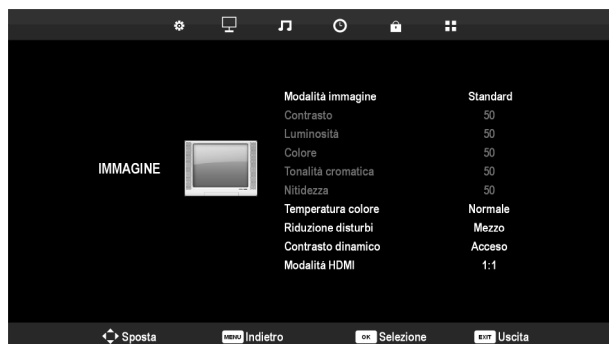 Modalità immagine Standard
Contrasto 50
Luminosità 50
Colore 50
IMMAGINE Tonalità cromatica 50
Nitidezza 50
Temperatura colore Normale
Riduzione disturbi Mezzo
Contrasto dinamico Acceso
Modalità HDMI 1:1
Sposta MENU Indietro OK Selezione EXIT Uscita